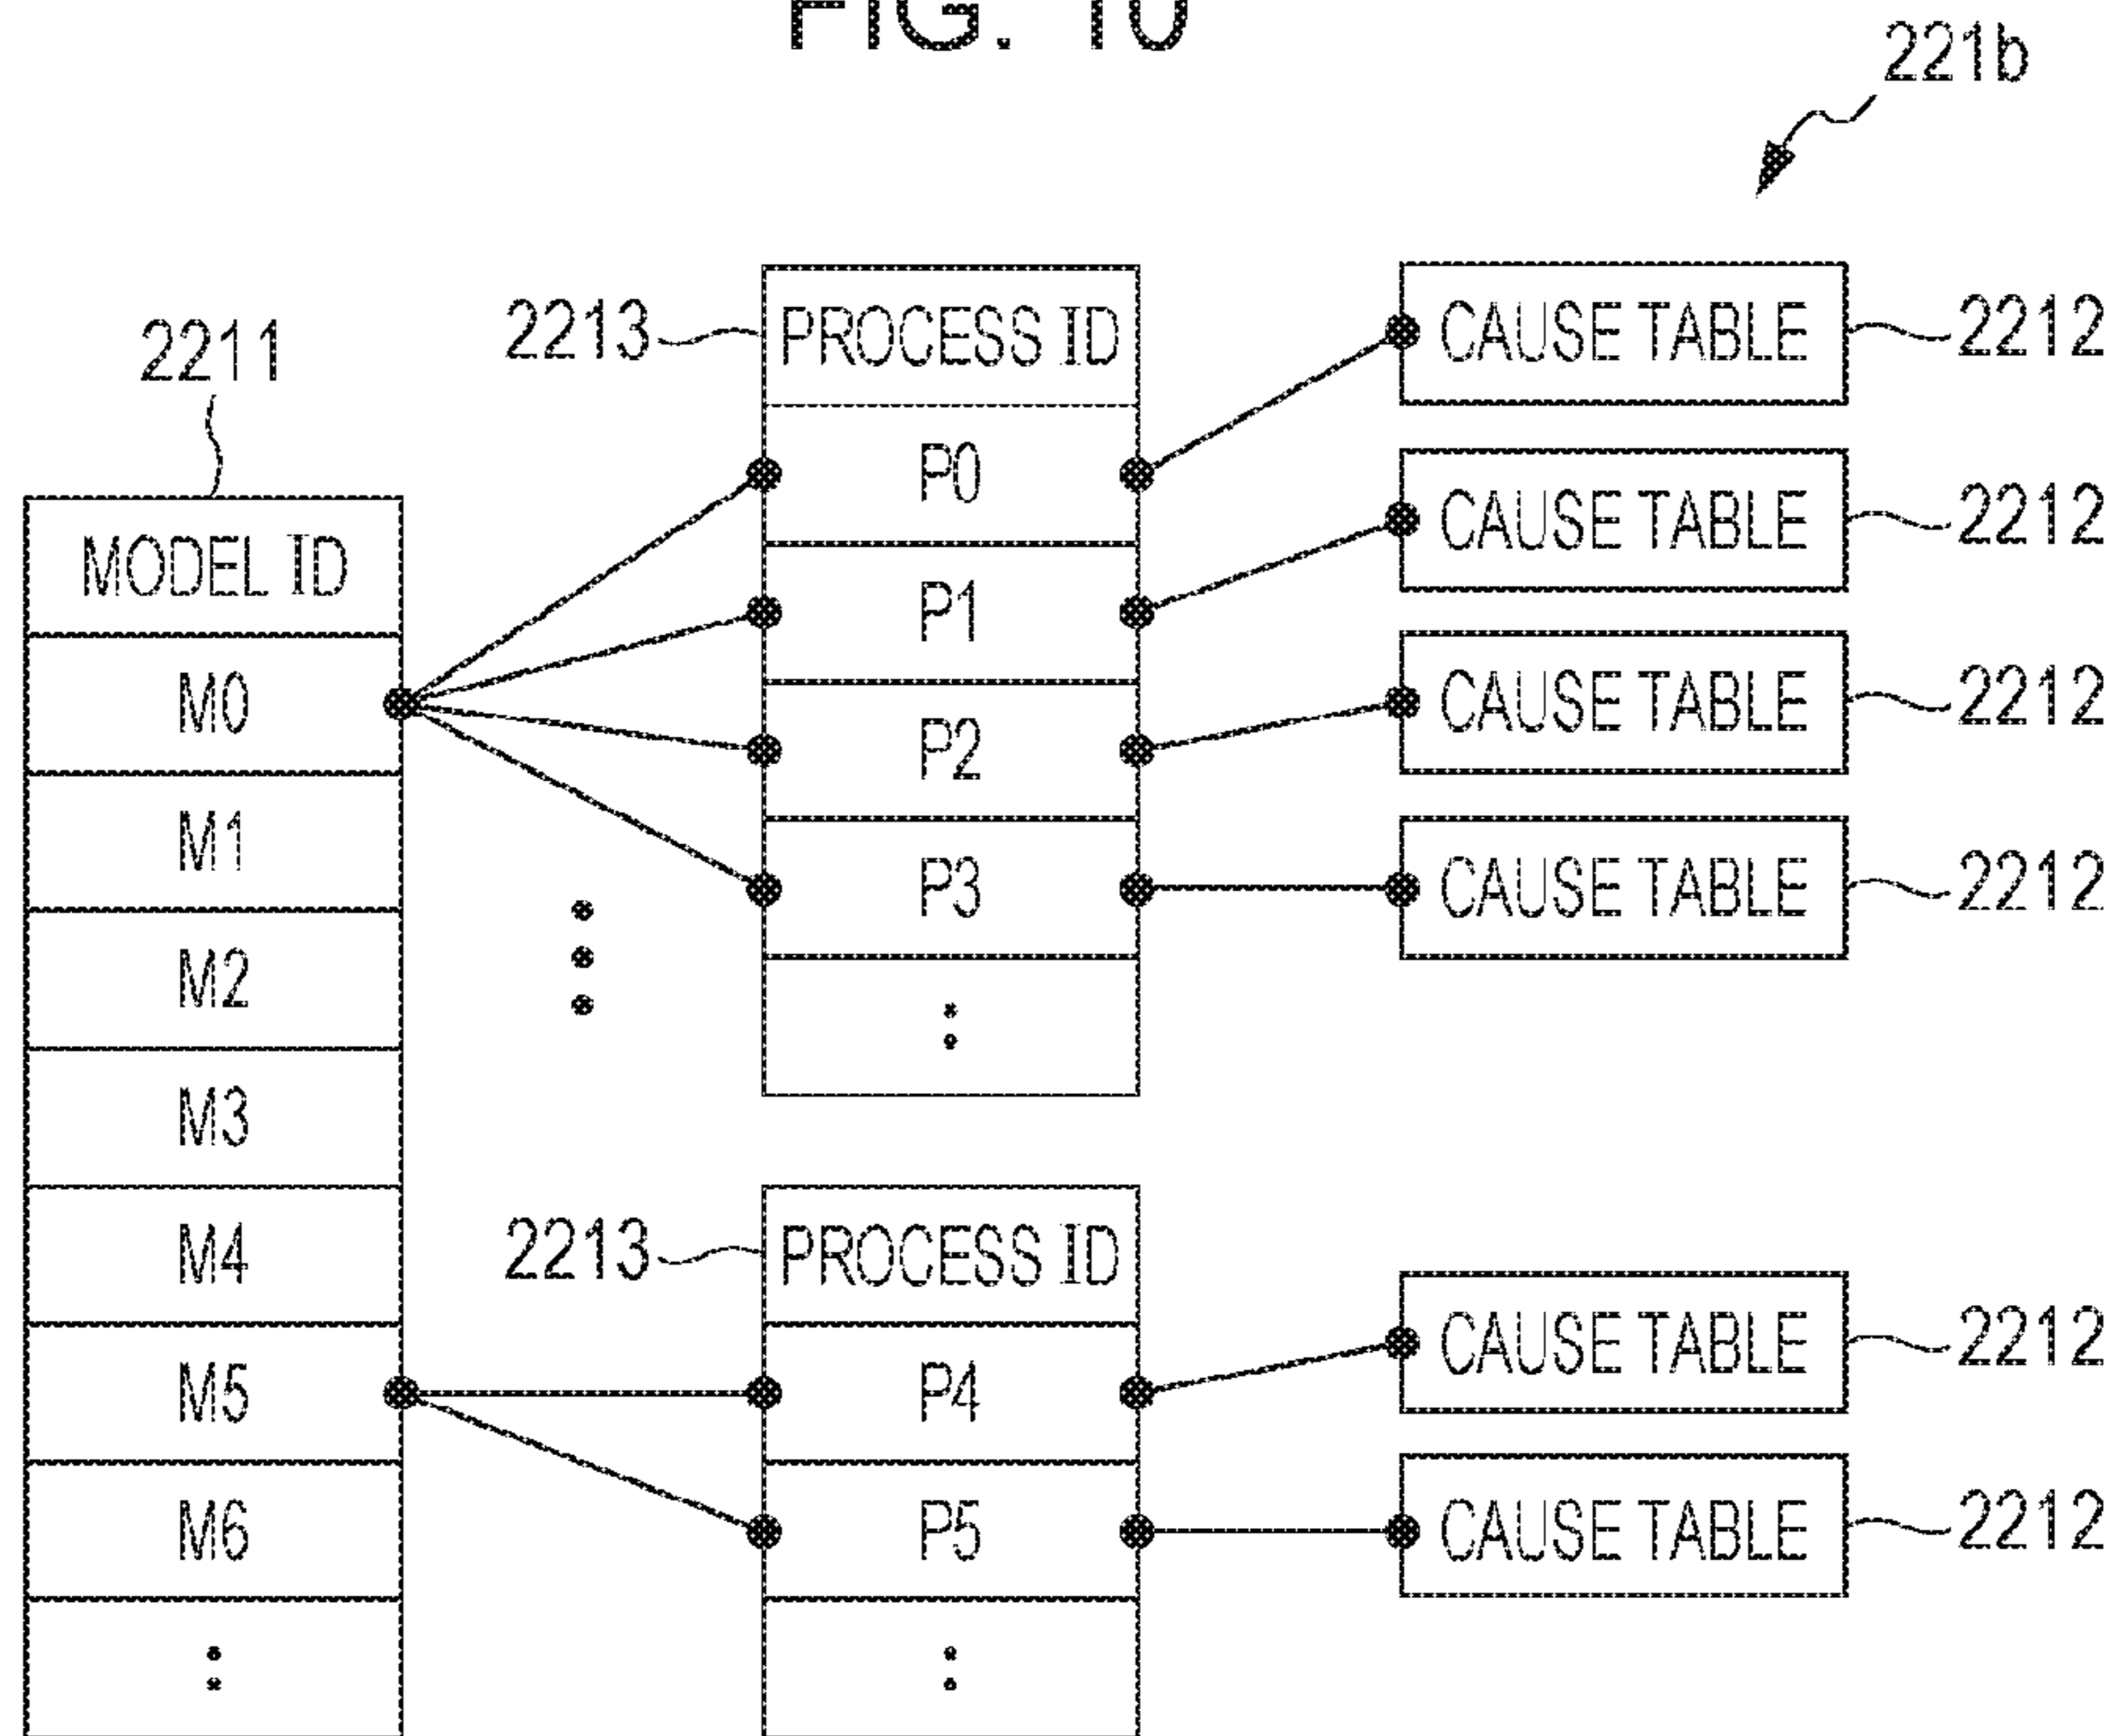 FIG. 10
221b
2211
MODEL ID
M0
M1
M2
M3
M4
M5
M6
2213
PROCESS ID
P0
P1
P2
P3
2213
PROCESS ID
P4
P5
CAUSE TABLE
2212
CAUSE TABLE
2212
CAUSE TABLE
2212
CAUSE TABLE
2212
CAUSE TABLE
2212
CAUSE TABLE
2212